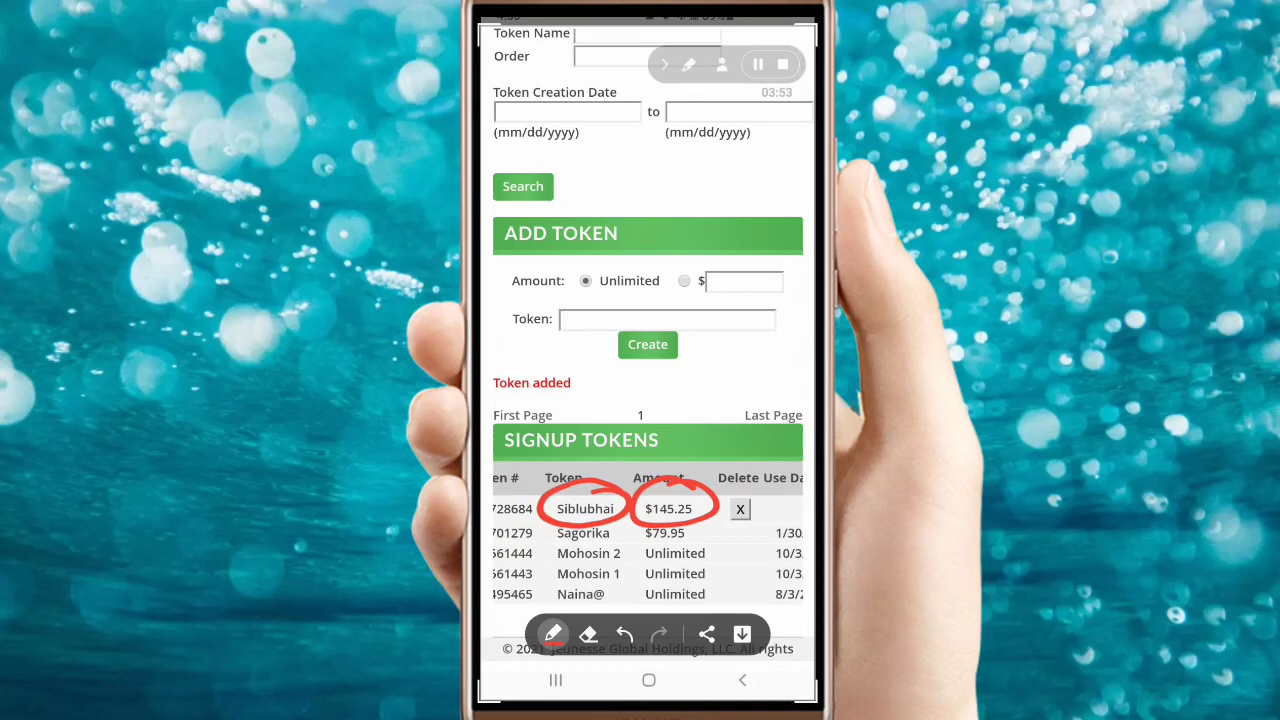 Token Name
Order
03:53
Token Creation Date
to
(mm/dd/yyyy) (mm/dd/yyyy)
Search
ADD TOKEN
Amount: Unlimited $
Token:
Create
Token added
First Page 1 Last Page
SIGNUP TOKENS
en # Token Amount Delete Use Da
728684 Siblubhai $145.25 X
701279 Sagorika $79.95 1/30
561444 Mohosin 2 Unlimited 10/3
561443 Mohosin 1 Unlimited 10/3
495465 Naina@ Unlimited 8/3/2
© 2021 Jeunesse Global Holdings, LLC. All rights